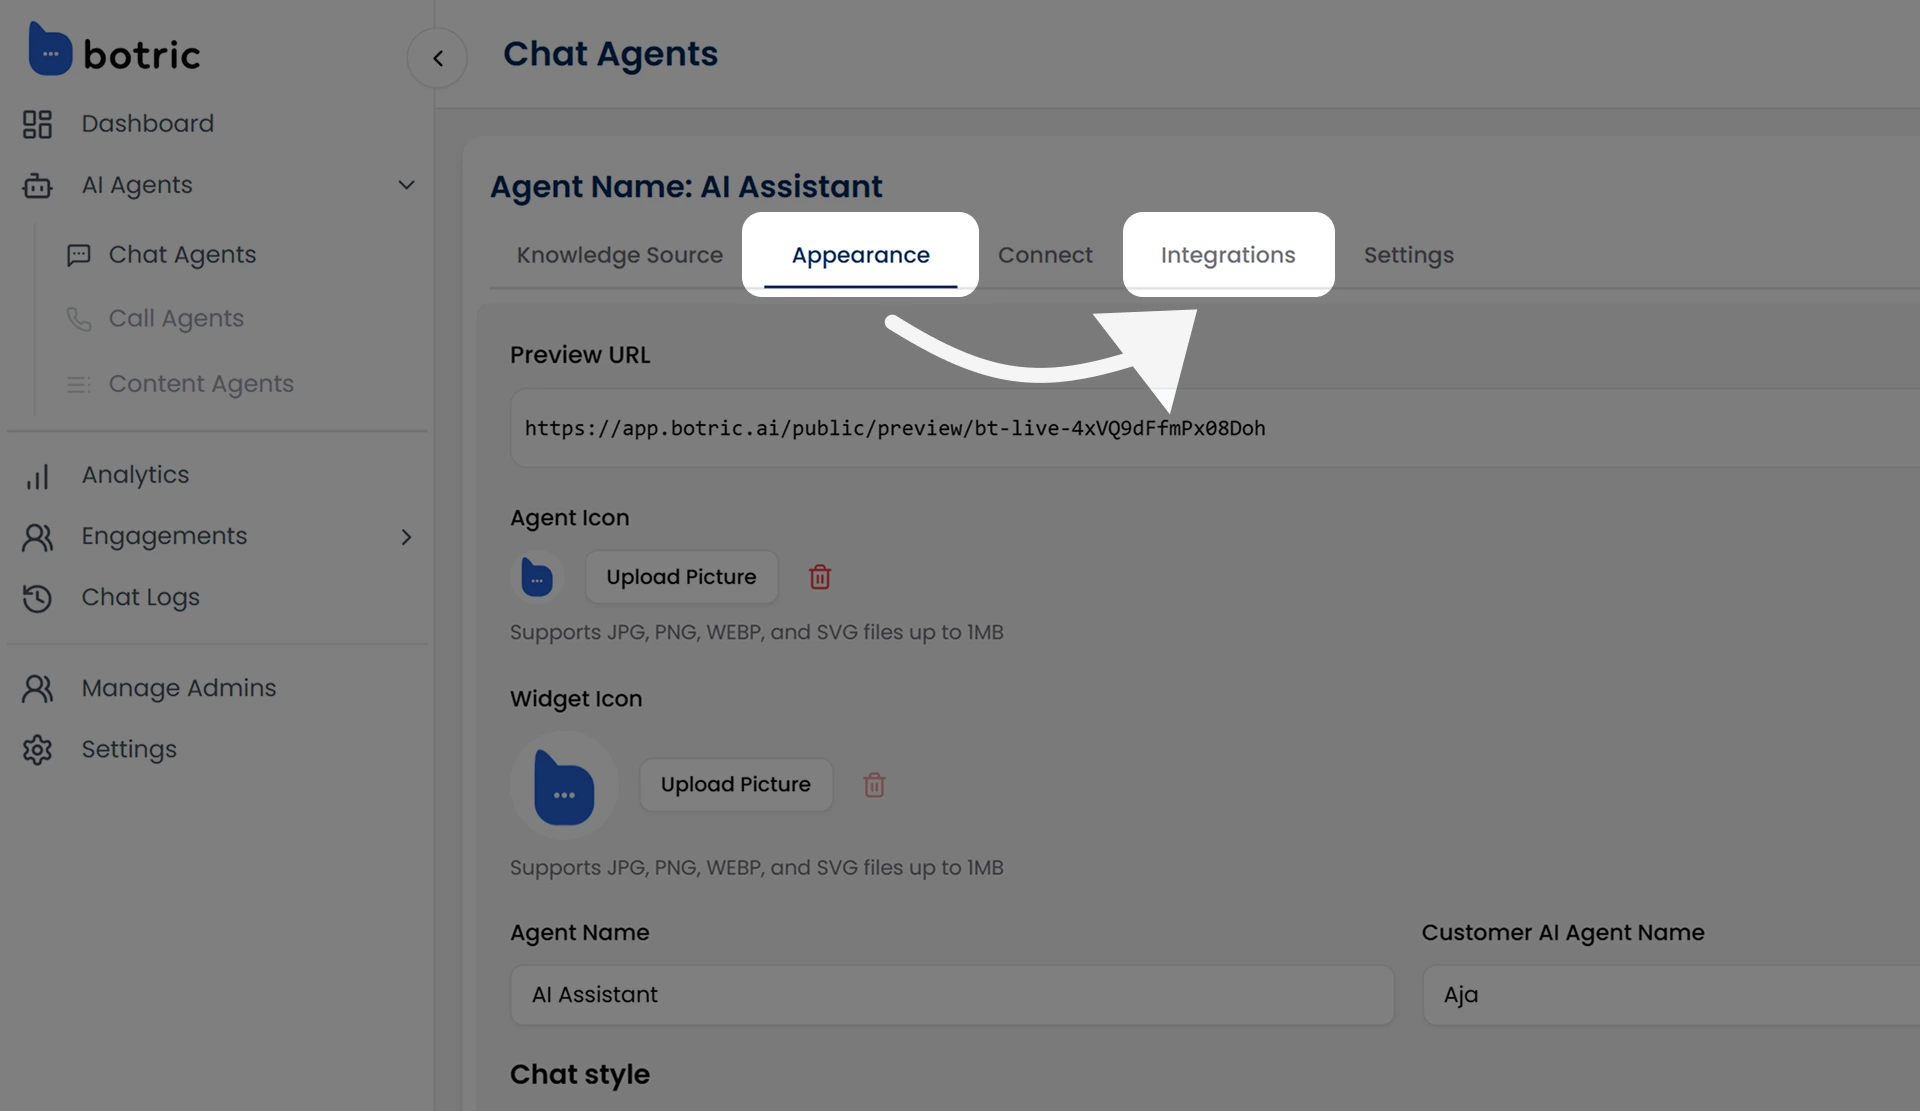 botric
Chat Agents
Dashboard
AI Agents
Chat Agents
Call Agents
Content Agents
Analytics
Engagements
Chat Logs
Manage Admins
Settings
Agent Name: AI Assistant
Knowledge Source Appearance Connect Integrations Settings
Preview URL
https://app.botric.ai/public/preview/bt-live-4xVQ9dFfmPx08Doh
Agent Icon
Upload Picture
Supports JPG, PNG, WEBP, and SVG files up to 1MB
Widget Icon
Upload Picture
Supports JPG, PNG, WEBP, and SVG files up to 1MB
Agent Name
AI Assistant
Customer AI Agent Name
Aja
Chat style